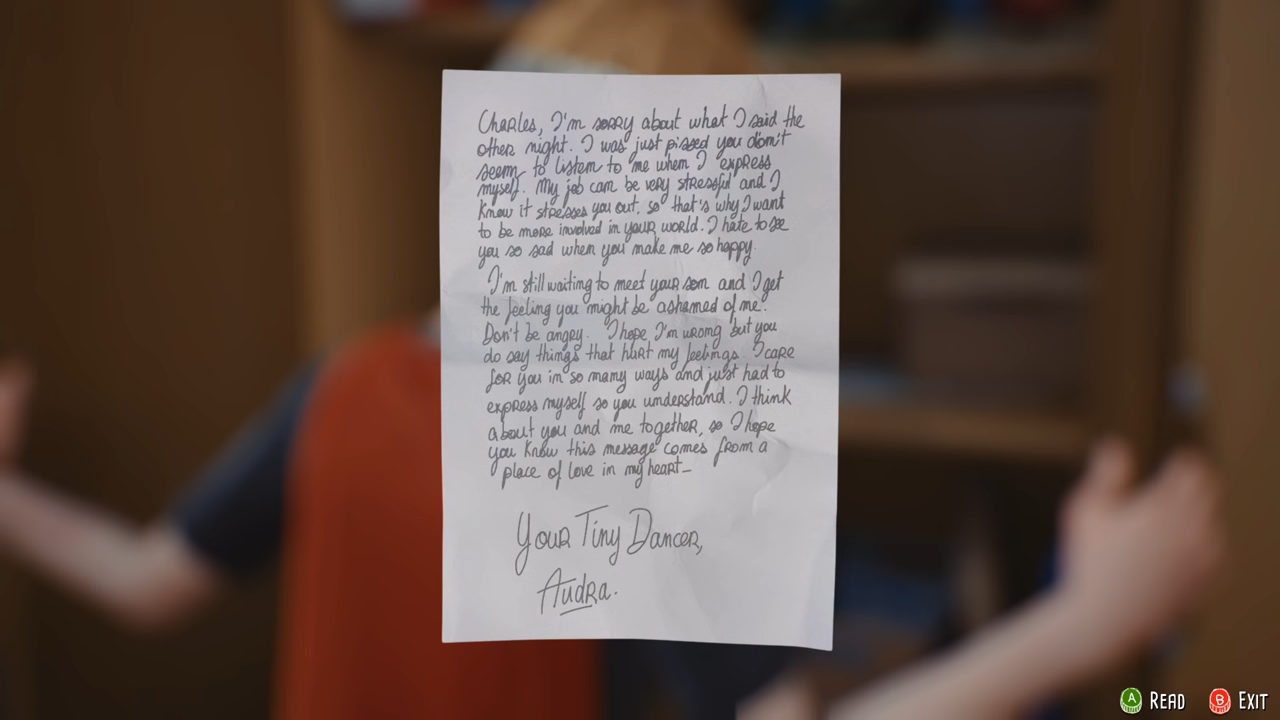 Charles, I'm sorry about what I said the
other night. I was just pissed you don't
seem to listen to me when I express
myself. My job can be very stressful and I
know it stresses you out, so that's why I want
to be more involved in your world. I hate to see
you so sad when you make me so happy.
I'm still waiting to meet your son and I get
the feeling you might be ashamed of me.
Don't be angry. I hope I'm wrong but you
do say things that hurt my feelings. I care
for you in so many ways and just had to
express myself so you understand. I think
about you and me together, so I hope
you know this message comes from a
place of love in my heart_
Your Tiny Dancer,
Audra.
A READ B EXIT